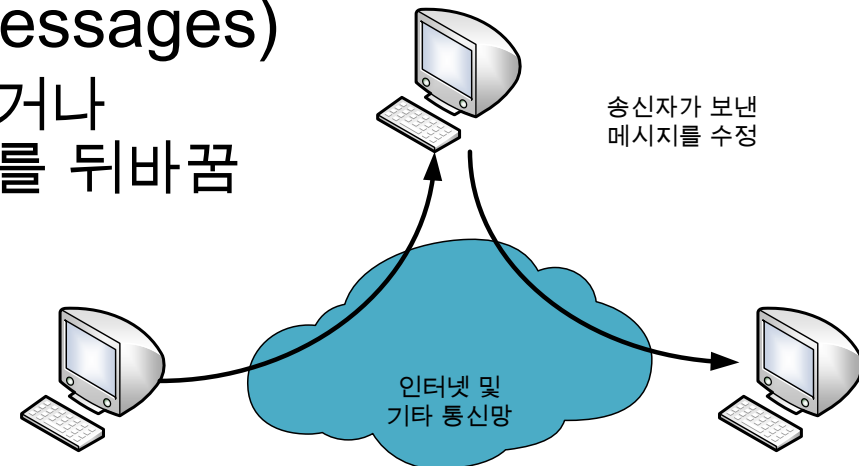 essages)
거나
를 뒤바꿈
송신자가 보낸
메시지를 수정
인터넷 및
기타 통신망